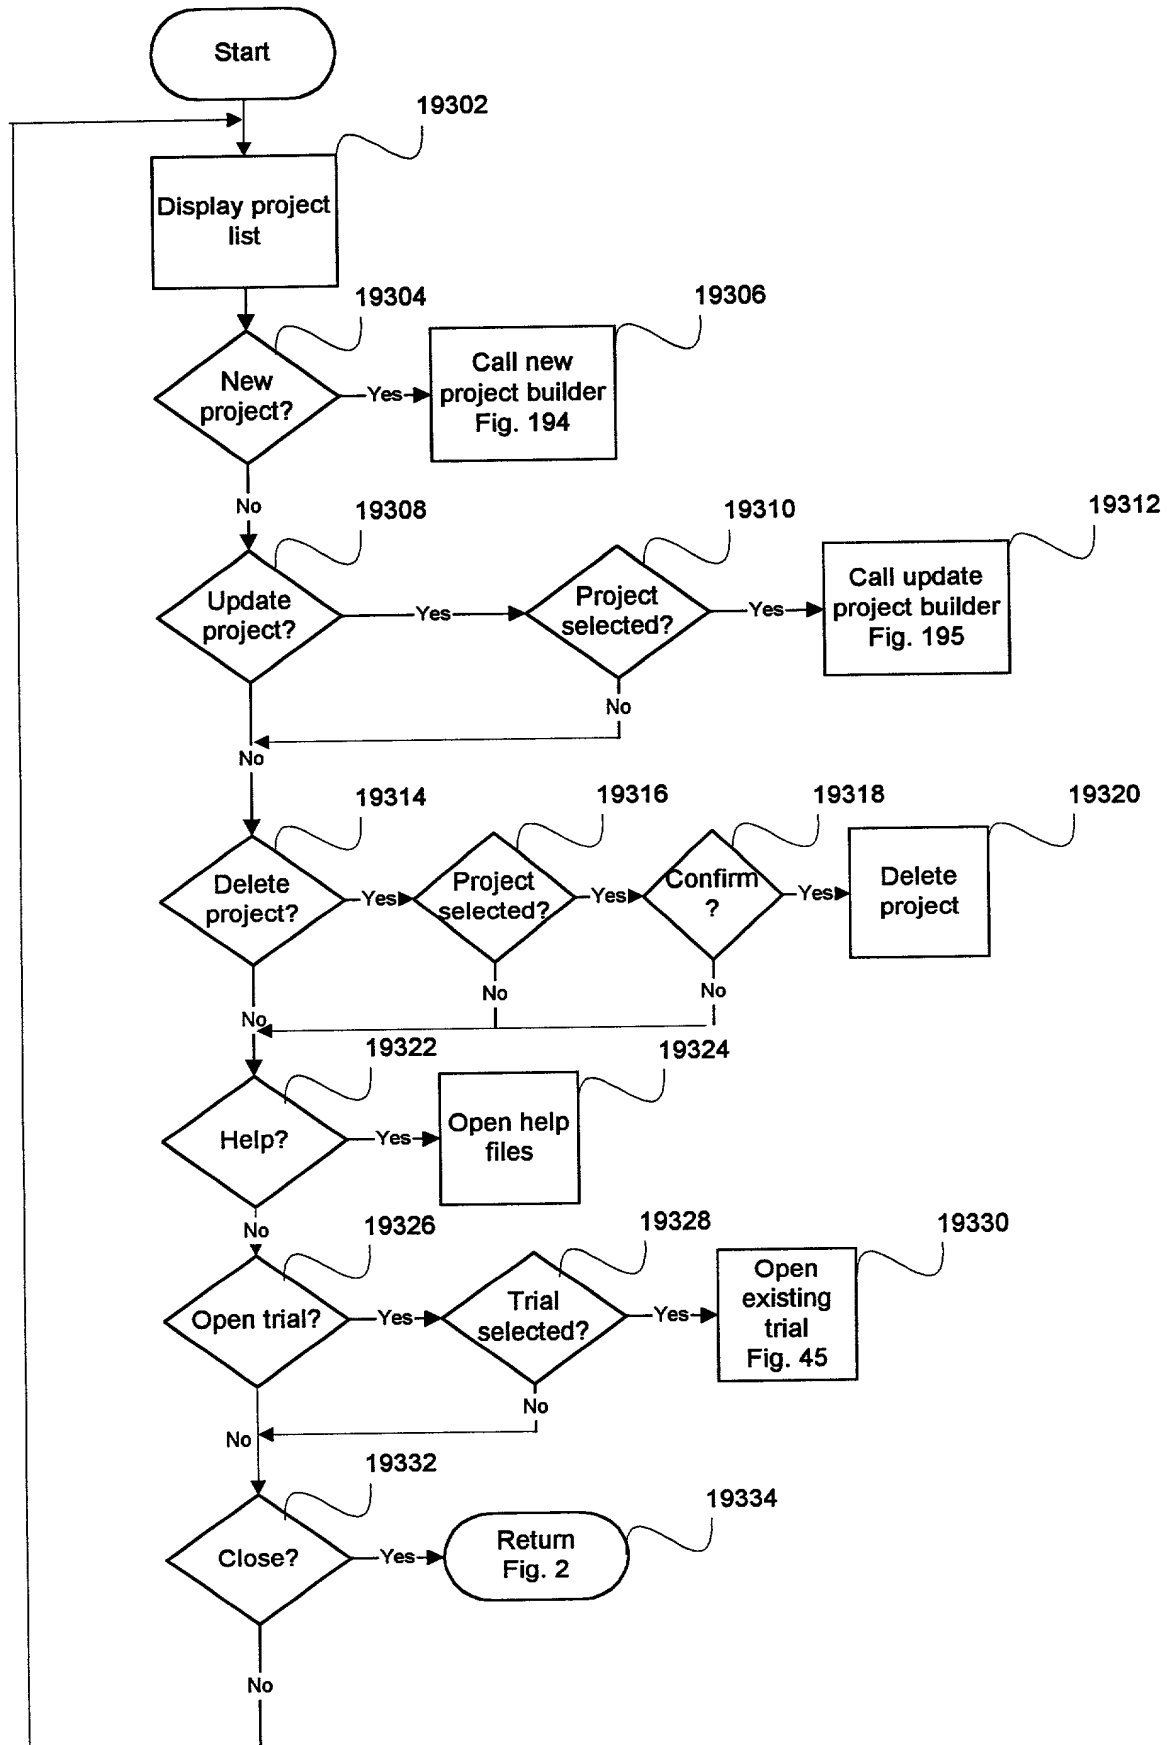 Start
19302
Display project
list
19304
19306
New
project?
Yes
Call new
project builder
Fig. 194
No
19308
19310
19312
Update
project?
Yes
Project
selected?
Yes
Call update
project builder
Fig. 195
No
No
19314
19316
19318
19320
Delete
project?
Yes
Project
selected?
Yes
Confirm
?
Yes
Delete
project
No
No
No
19322
19324
Help?
Yes
Open help
files
No
19326
19328
19330
Open trial?
Yes
Trial
selected?
Yes
Open
existing
trial
Fig. 45
No
No
19332
19334
Close?
Yes
Return
Fig. 2
No